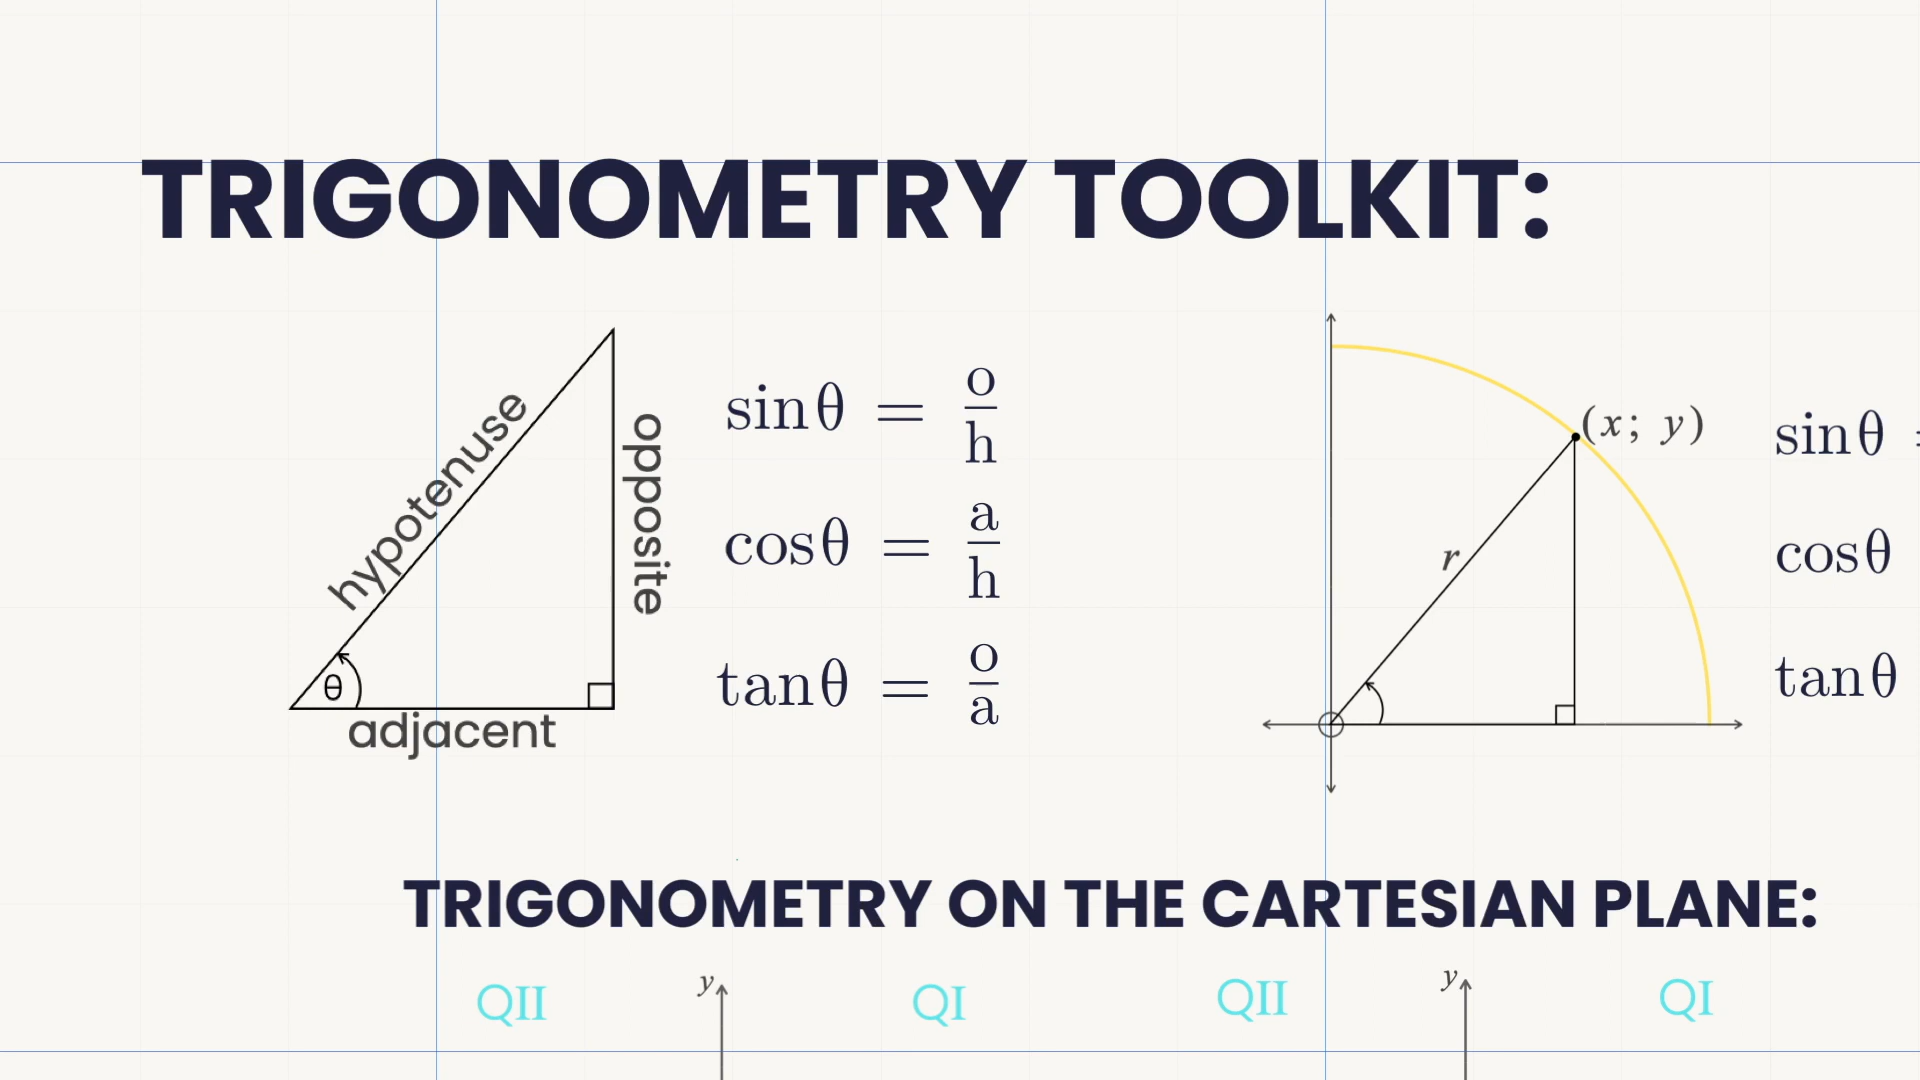 TRIGONOMETRY TOOLKIT:
hypotenuse
opposite
θ
adjacent
sinθ = o/h
cosθ = a/h
tanθ = o/a
(x; y)
r
sinθ =
cosθ
tanθ
TRIGONOMETRY ON THE CARTESIAN PLANE:
QII y QI QII y QI